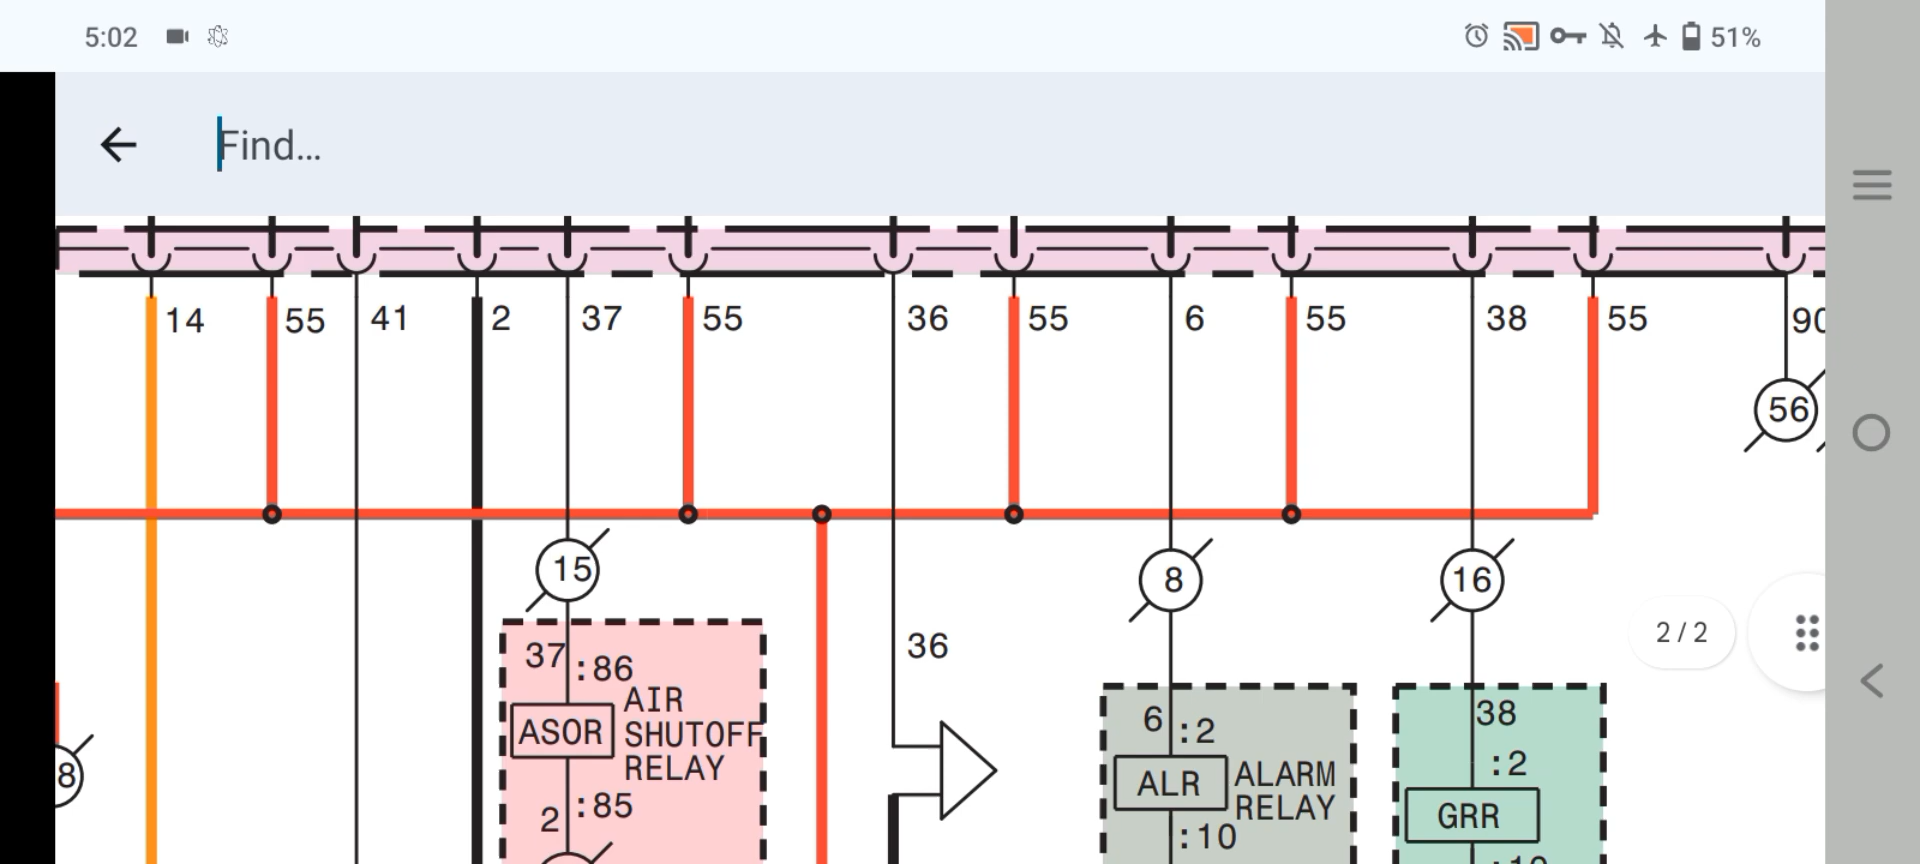 5:02
51%
Find...
14 55 41 2 37 55 36 55 6 55 38 55 90
56
15 8 16
36
2 / 2
37 :86
AIR
SHUTOFF
RELAY
ASOR
2 :85
8
6 :2
ALR
ALARM
RELAY
:10
38
:2
GRR
:10